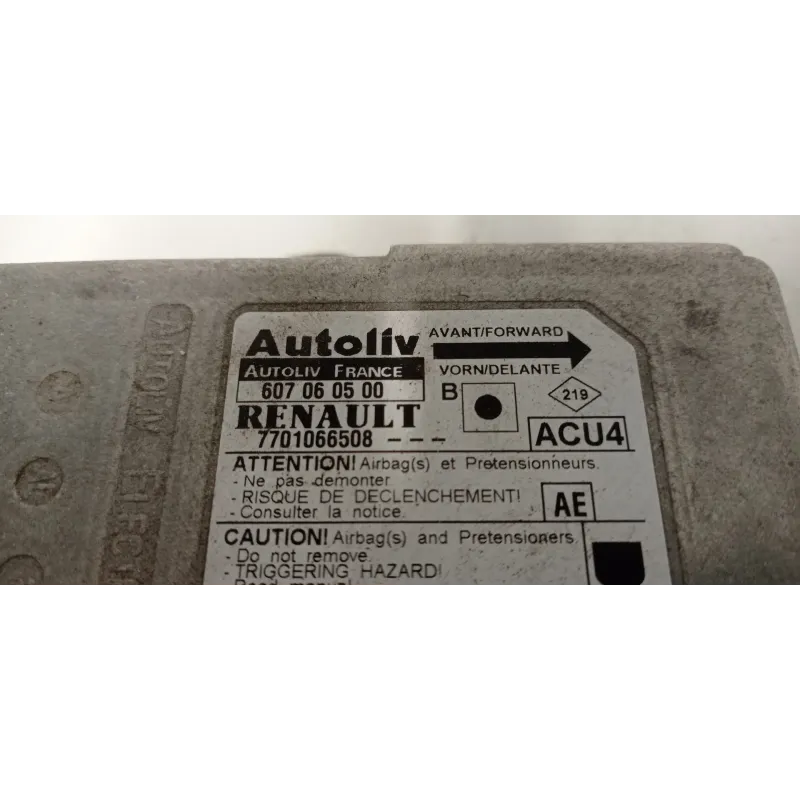 Autoliv
AVANT/FORWARD
AUTOLIV FRANCE
VORN/DELANTE
607 06 05 00
B
219
RENAULT
7701066508 ---
ACU4
ATTENTION! Airbag(s) et Pretensionneurs.
- Ne pas demonter
- RISQUE DE DECLENCHEMENT!
- Consulter la notice.
AE
CAUTION! Airbag(s) and Pretensioners
- Do not remove.
- TRIGGERING HAZARD!
AUTOLIV